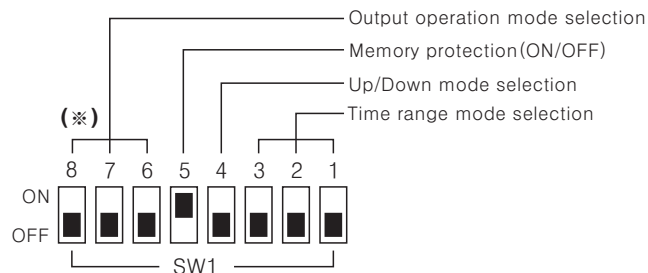 Output operation mode selection
Memory protection(ON/OFF)
Up/Down mode selection
Time range mode selection
(※)
8 7 6 5 4 3 2 1
ON
OFF
SW1